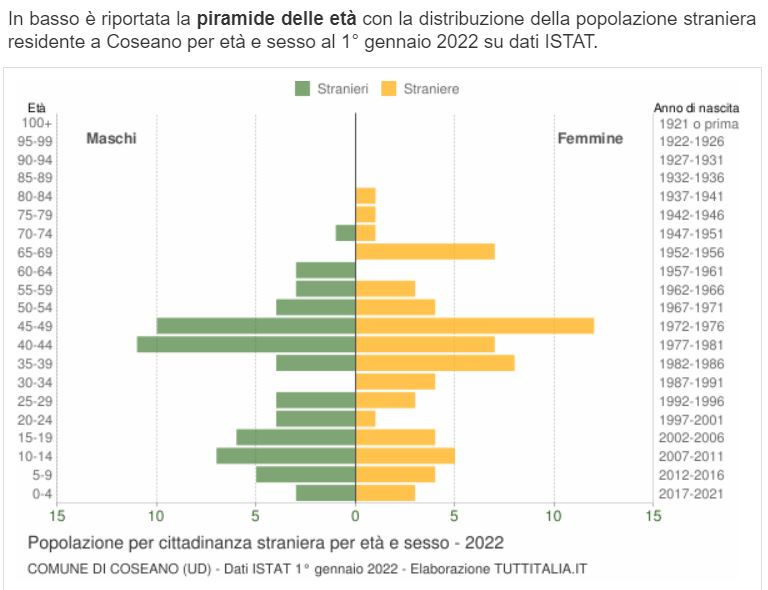 In basso è riportata la piramide delle età con la distribuzione della popolazione straniera
residente a Coseano per età e sesso al 1° gennaio 2022 su dati ISTAT.
Stranieri Straniere
Età Anno di nascita
Maschi Femmine
100+ 1921 o prima
95-99 1922-1926
90-94 1927-1931
85-89 1932-1936
80-84 1937-1941
75-79 1942-1946
70-74 1947-1951
65-69 1952-1956
60-64 1957-1961
55-59 1962-1966
50-54 1967-1971
45-49 1972-1976
40-44 1977-1981
35-39 1982-1986
30-34 1987-1991
25-29 1992-1996
20-24 1997-2001
15-19 2002-2006
10-14 2007-2011
5-9 2012-2016
0-4 2017-2021
15 10 5 0 5 10 15
Popolazione per cittadinanza straniera per età e sesso - 2022
COMUNE DI COSEANO (UD) - Dati ISTAT 1° gennaio 2022 - Elaborazione TUTTITALIA.IT